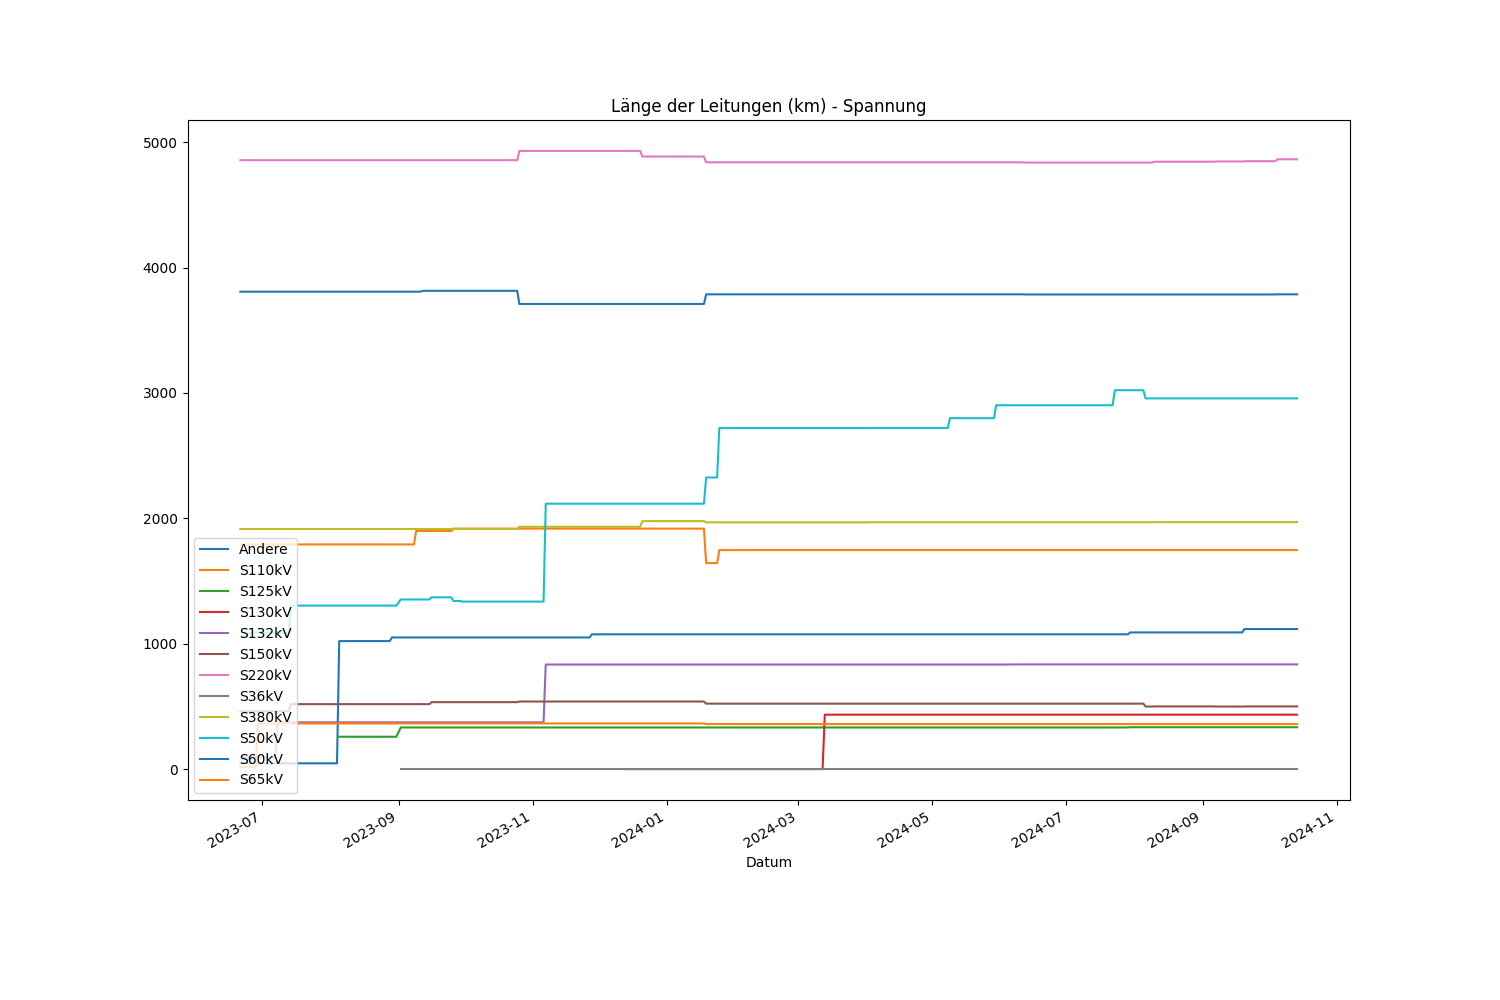 Länge der Leitungen (km) - Spannung
5000
4000
3000
2000
1000
0
Andere
S110kV
S125kV
S130kV
S132kV
S150kV
S220kV
S36kV
S380kV
S50kV
S60kV
S65kV
2023-07
2023-09
2023-11
2024-01
2024-03
2024-05
2024-07
2024-09
2024-11
Datum